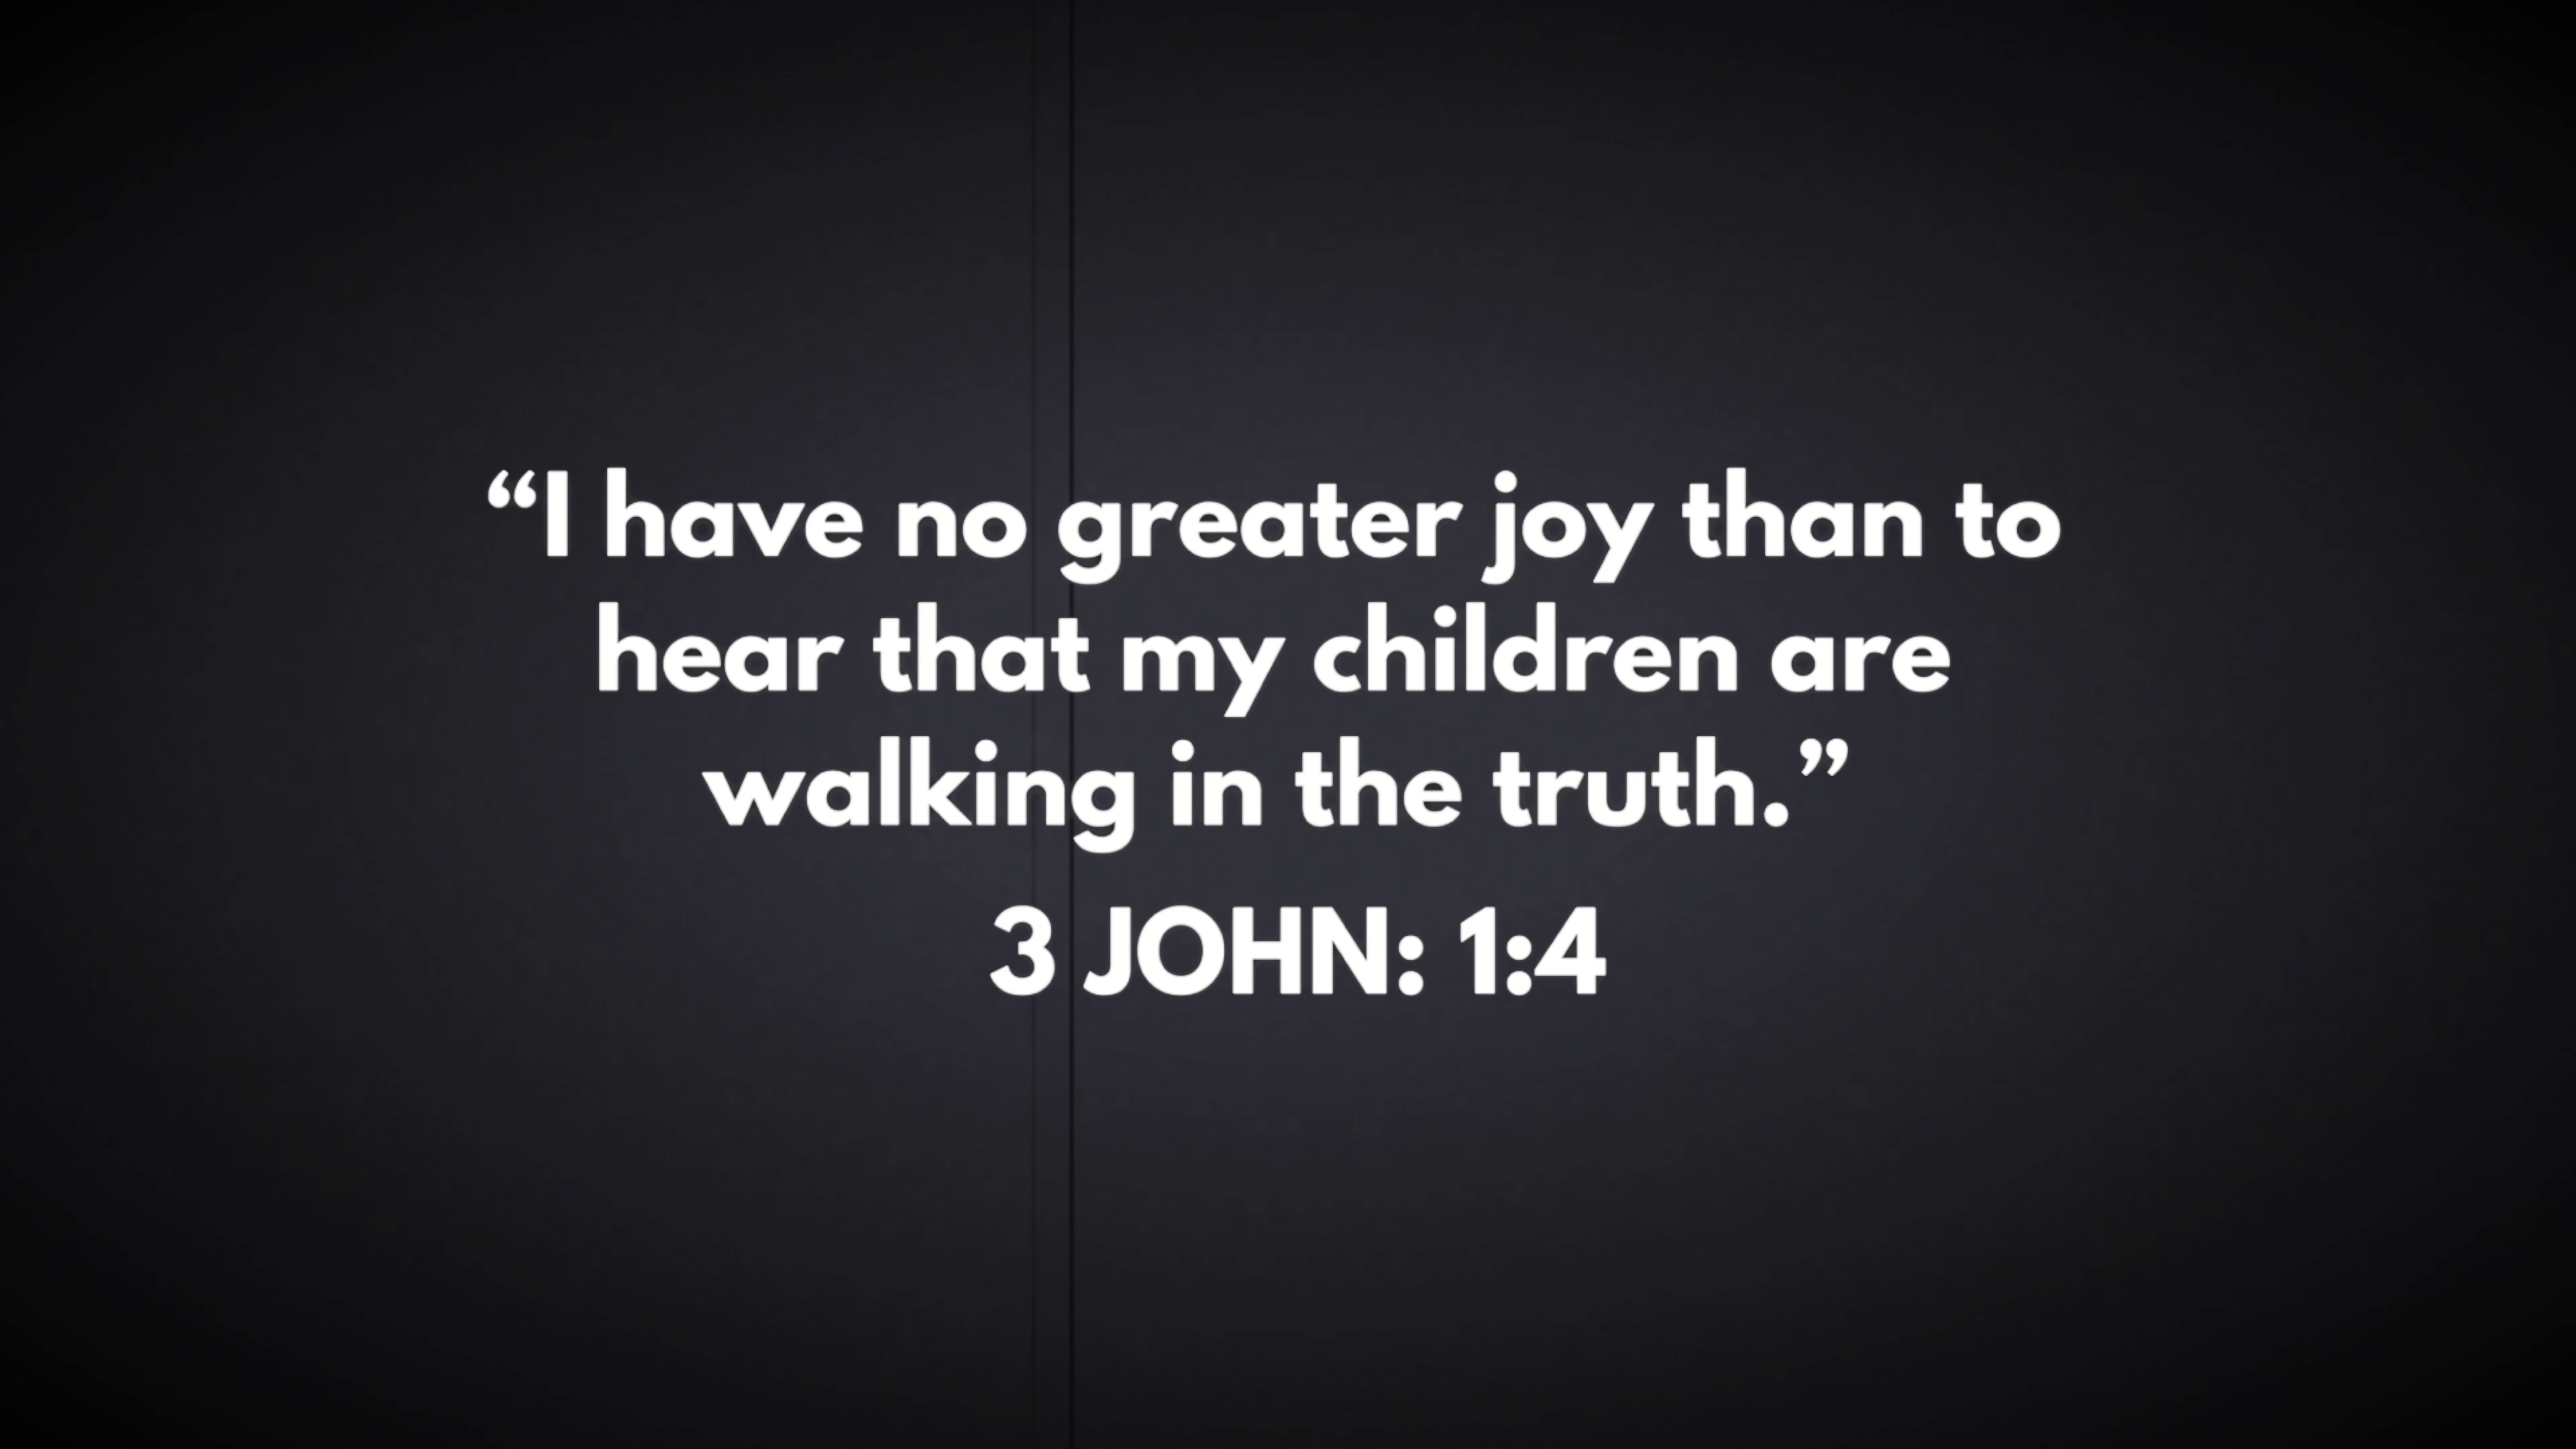 “I have no greater joy than to
hear that my children are
walking in the truth.”
3 JOHN: 1:4